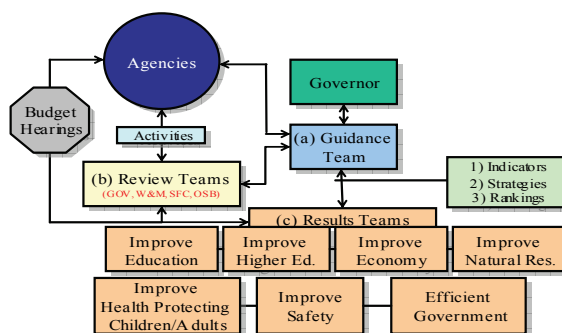 Agencies
Governor
Budget
Hearings
Activities
(a) Guidance
Team
(b) Review Teams
(GOV, W&M, SFC, OSB)
1) Indicators
2) Strategies
3) Rankings
(c) Results Teams
Improve
Education
Improve
Higher Ed.
Improve
Economy
Improve
Natural Res.
Improve
Health Protecting
Children/Adults
Improve
Safety
Efficient
Government